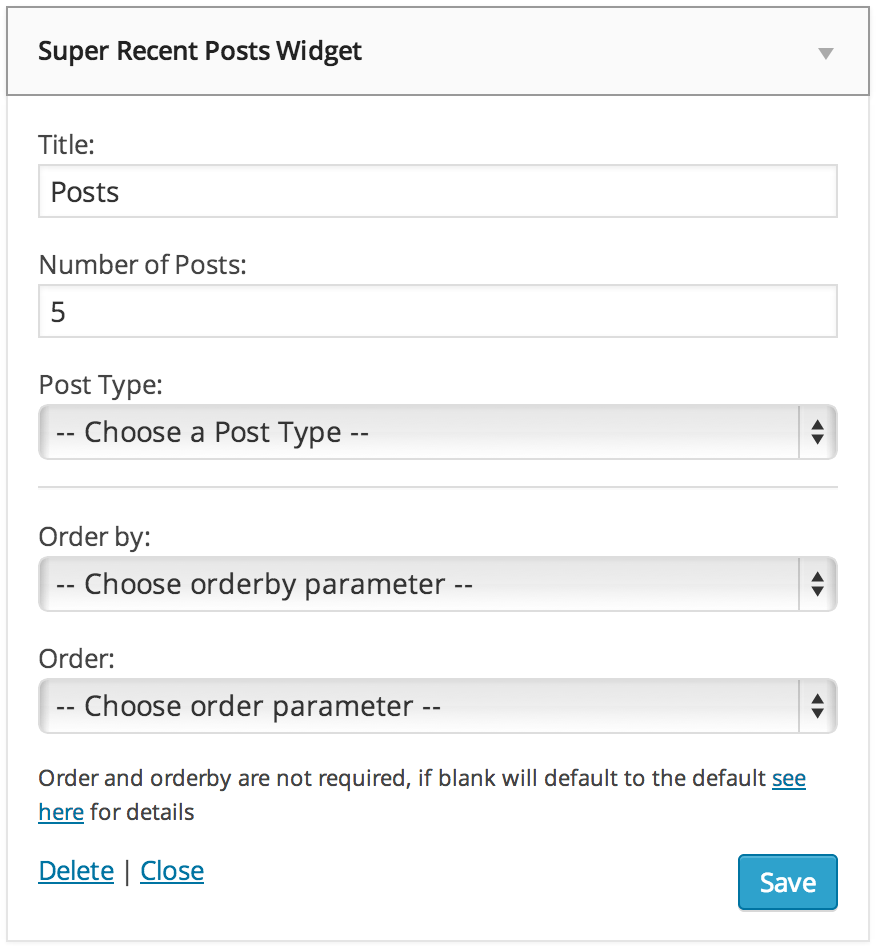 Super Recent Posts Widget
Title:
Posts
Number of Posts:
5
Post Type:
-- Choose a Post Type --
Order by:
-- Choose orderby parameter --
Order:
-- Choose order parameter --
Order and orderby are not required, if blank will default to the default see
here for details
Delete | Close
Save